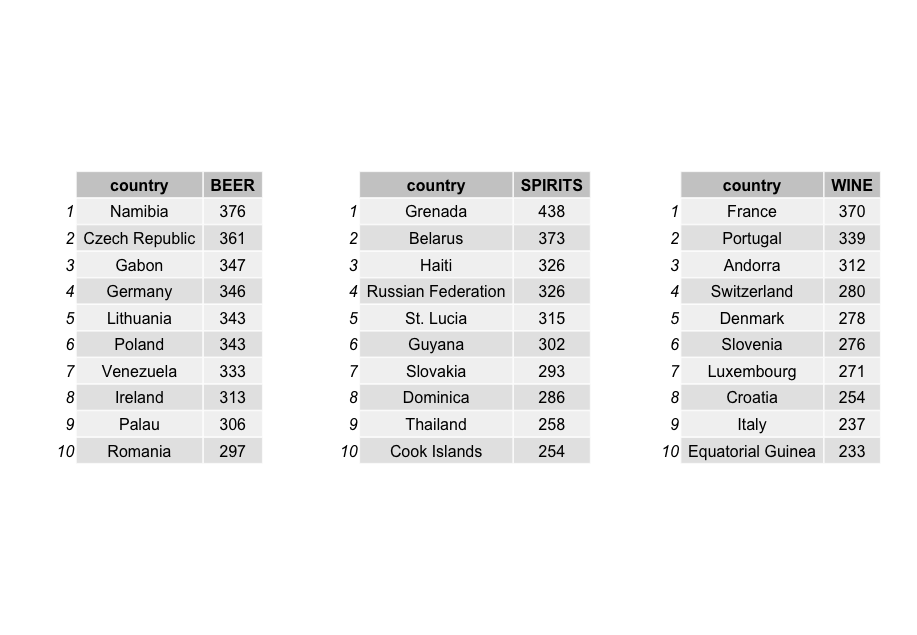 country BEER
1 Namibia 376
2 Czech Republic 361
3 Gabon 347
4 Germany 346
5 Lithuania 343
6 Poland 343
7 Venezuela 333
8 Ireland 313
9 Palau 306
10 Romania 297
country SPIRITS
1 Grenada 438
2 Belarus 373
3 Haiti 326
4 Russian Federation 326
5 St. Lucia 315
6 Guyana 302
7 Slovakia 293
8 Dominica 286
9 Thailand 258
10 Cook Islands 254
country WINE
1 France 370
2 Portugal 339
3 Andorra 312
4 Switzerland 280
5 Denmark 278
6 Slovenia 276
7 Luxembourg 271
8 Croatia 254
9 Italy 237
10 Equatorial Guinea 233